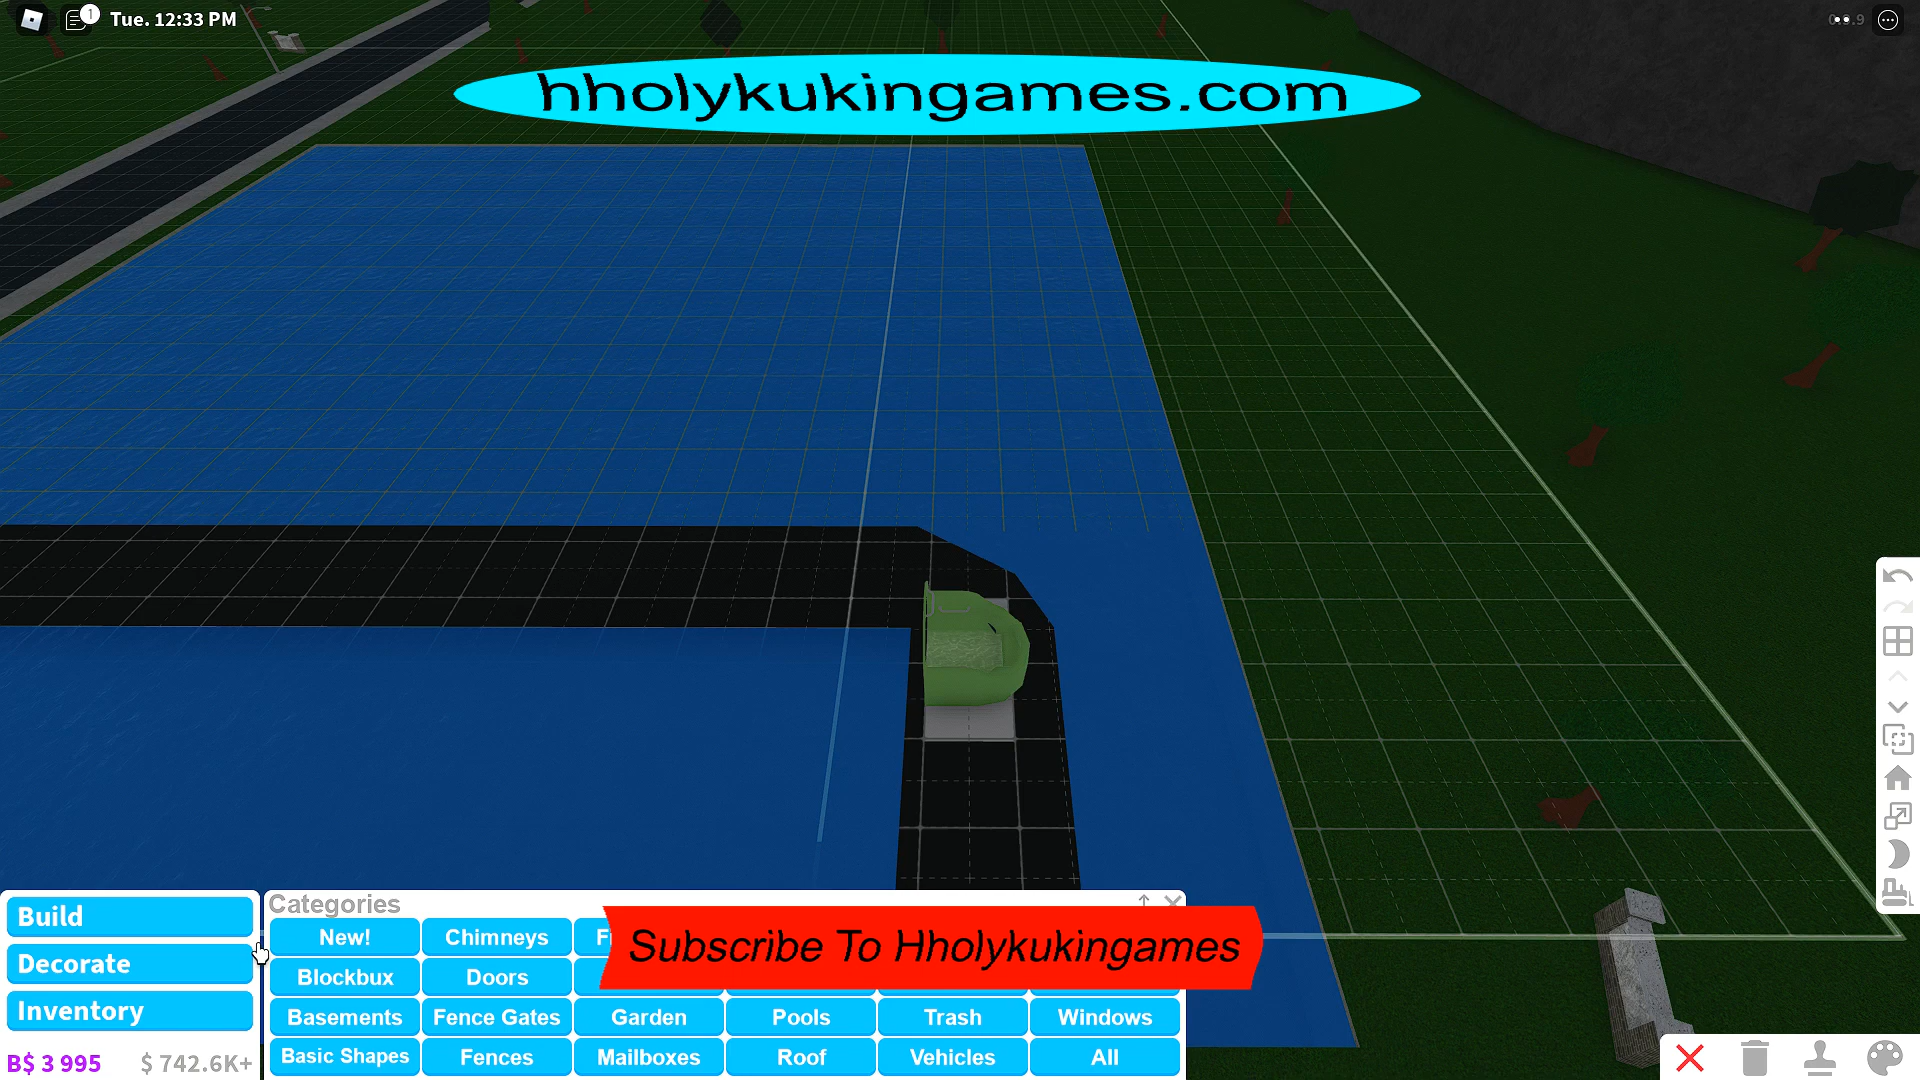 1
Tue. 12:33 PM
hholykukingames.com
Build
Decorate
Inventory
B$ 3 995
$ 742.6K+
Categories
New!
Chimneys
Blockbux
Doors
Subscribe To Hholykukingames
Basements
Fence Gates
Garden
Pools
Trash
Windows
Basic Shapes
Fences
Mailboxes
Roof
Vehicles
All